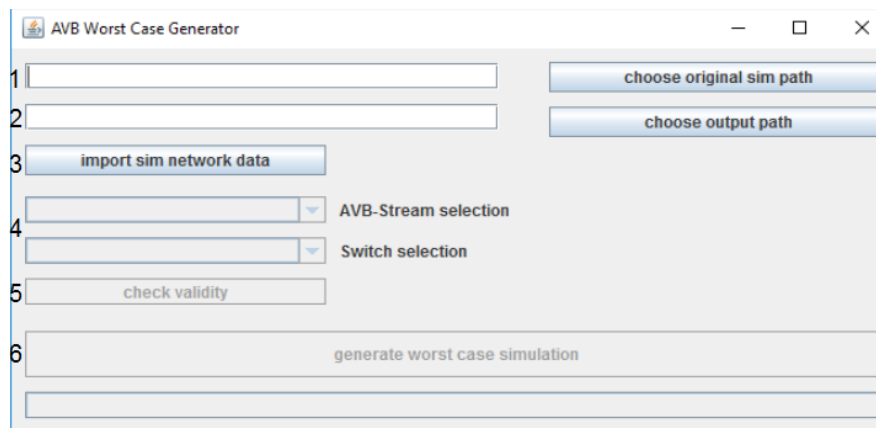 AVB Worst Case Generator
1 choose original sim path
2 choose output path
3 import sim network data
4 AVB-Stream selection
Switch selection
5 check validity
6 generate worst case simulation